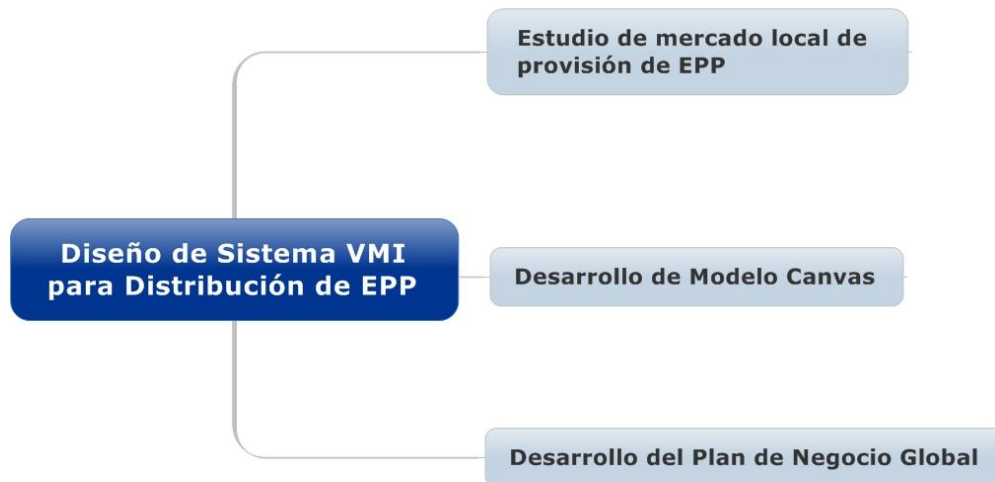 Estudio de mercado local de
provisión de EPP
Diseño de Sistema VMI
para Distribución de EPP
Desarrollo de Modelo Canvas
Desarrollo del Plan de Negocio Global